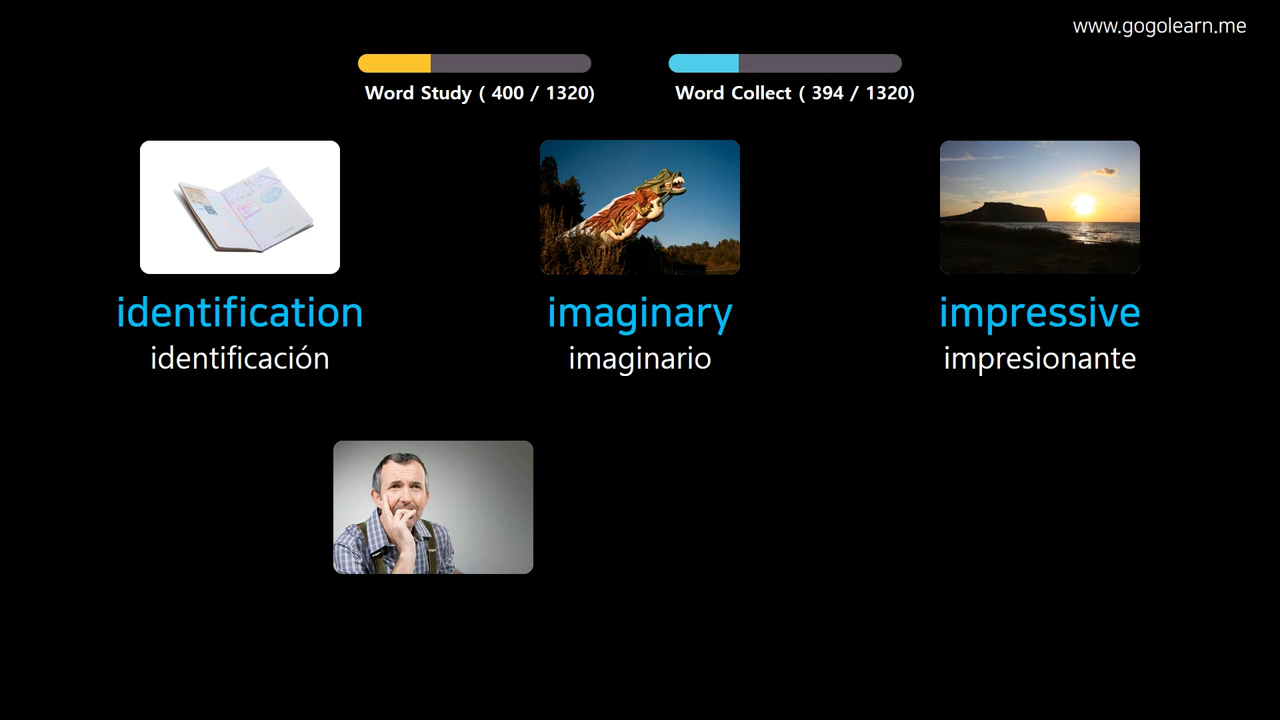 www.gogolearn.me
Word Study ( 400 / 1320)
Word Collect ( 394 / 1320)
identification
imaginary
impressive
identificación
imaginario
impresionante